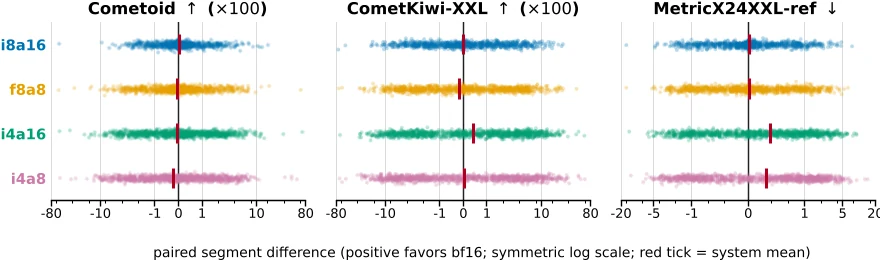 Cometoid ↑ (×100)
CometKiwi-XXL ↑ (×100)
MetricX24XXL-ref ↓
i8a16
f8a8
i4a16
i4a8
-80 -10 -1 0 1 10 80
-80 -10 -1 0 1 10 80
-20 -5 -1 0 1 5 20
paired segment difference (positive favors bf16; symmetric log scale; red tick = system mean)